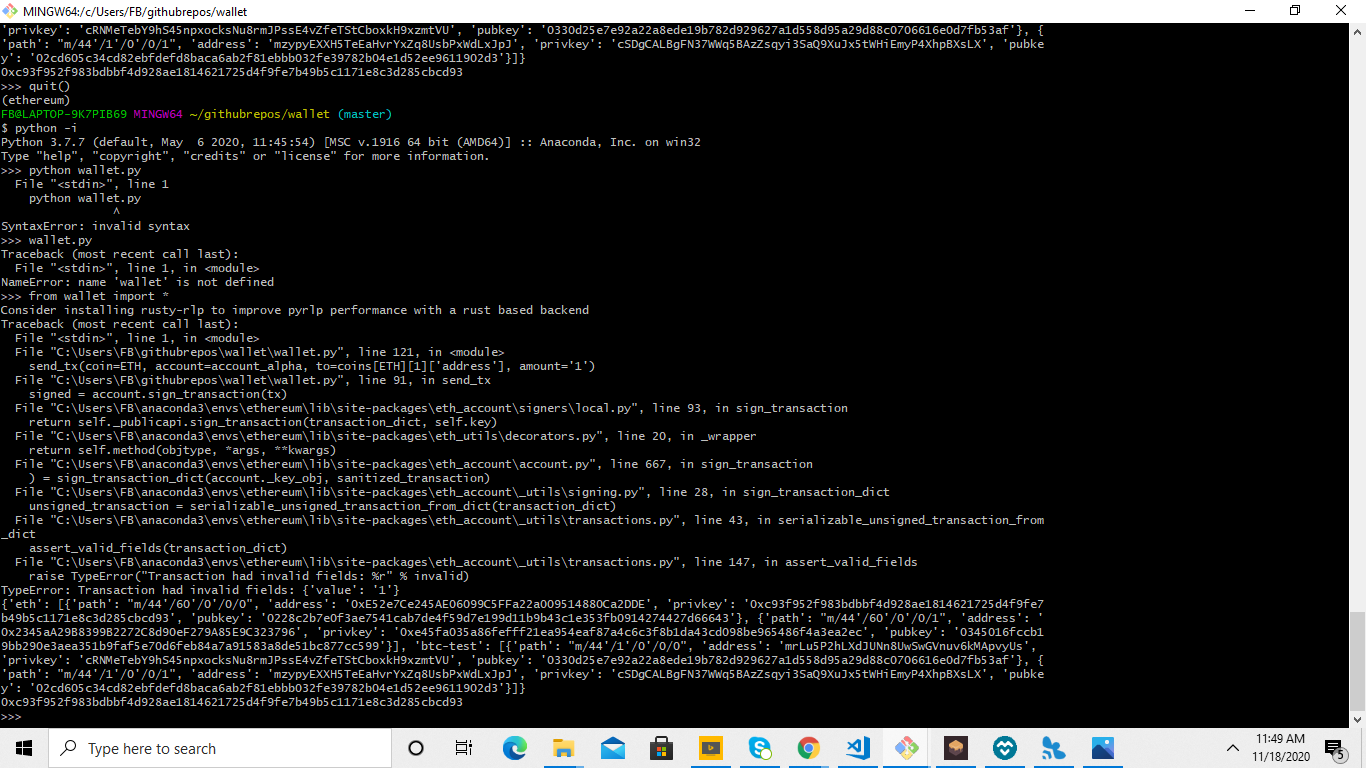 MINGW64:/c/Users/FB/githubrepos/wallet
'privkey': 'cRNMeTebY9hS45npxocksNu8rmJPssE4vZfeTStCboxkH9xzmtVU', 'pubkey': '0330d25e7e92a22a8ede19b782d929627a1d558d95a29d88c0706616e0d7fb53af'}, {
'path': "m/44'/1'/0'/0/1", 'address': 'mzypyEXXH5TeEaHvrYxZq8UsbPxWdLxJpJ', 'privkey': 'cSDgCALBgFN37WWq5BAzZsqyi3SaQ9XuJx5tWHiEmyP4XhpBXsLX', 'pubke
y': '02cd605c34cd82ebfdefd8baca6ab2f81ebbb032fe39782b04e1d52ee9611902d3'}]}
0xc93f952f983bdbbf4d928ae1814621725d4f9fe7b49b5c1171e8c3d285cbcd93
>>> quit()
(ethereum)
FB@LAPTOP-9K7PIB69 MINGW64 ~/githubrepos/wallet (master)
$ python -i
Python 3.7.7 (default, May  6 2020, 11:45:54) [MSC v.1916 64 bit (AMD64)] :: Anaconda, Inc. on win32
Type "help", "copyright", "credits" or "license" for more information.
>>> python wallet.py
  File "<stdin>", line 1
    python wallet.py
                ^
SyntaxError: invalid syntax
>>> wallet.py
Traceback (most recent call last):
  File "<stdin>", line 1, in <module>
NameError: name 'wallet' is not defined
>>> from wallet import *
Consider installing rusty-rlp to improve pyrlp performance with a rust based backend
Traceback (most recent call last):
  File "<stdin>", line 1, in <module>
  File "C:\Users\FB\githubrepos\wallet\wallet.py", line 121, in <module>
    send_tx(coin=ETH, account=account_alpha, to=coins[ETH][1]['address'], amount='1')
  File "C:\Users\FB\githubrepos\wallet\wallet.py", line 91, in send_tx
    signed = account.sign_transaction(tx)
  File "C:\Users\FB\anaconda3\envs\ethereum\lib\site-packages\eth_account\signers\local.py", line 93, in sign_transaction
    return self._publicapi.sign_transaction(transaction_dict, self.key)
  File "C:\Users\FB\anaconda3\envs\ethereum\lib\site-packages\eth_utils\decorators.py", line 20, in _wrapper
    return self.method(objtype, *args, **kwargs)
  File "C:\Users\FB\anaconda3\envs\ethereum\lib\site-packages\eth_account\account.py", line 667, in sign_transaction
    ) = sign_transaction_dict(account._key_obj, sanitized_transaction)
  File "C:\Users\FB\anaconda3\envs\ethereum\lib\site-packages\eth_account\_utils\signing.py", line 28, in sign_transaction_dict
    unsigned_transaction = serializable_unsigned_transaction_from_dict(transaction_dict)
  File "C:\Users\FB\anaconda3\envs\ethereum\lib\site-packages\eth_account\_utils\transactions.py", line 43, in serializable_unsigned_transaction_from
_dict
    assert_valid_fields(transaction_dict)
  File "C:\Users\FB\anaconda3\envs\ethereum\lib\site-packages\eth_account\_utils\transactions.py", line 147, in assert_valid_fields
    raise TypeError("Transaction had invalid fields: %r" % invalid)
TypeError: Transaction had invalid fields: {'value': '1'}
{'eth': [{'path': "m/44'/60'/0'/0/0", 'address': '0xE52e7Ce245AE06O99C5FFa22a009514880Ca2DDE', 'privkey': '0xc93f952f983bdbbf4d928ae1814621725d4f9fe7
b49b5c1171e8c3d285cbcd93', 'pubkey': '0228c2b7e0f3ae7541cab7de4f59d7e199d11b9b43c1e353fb0914274427d66643'}, {'path': "m/44'/60'/0'/0/1", 'address': '
0x2345aA29B8399B2272C8d90eF279A85E9C323796', 'privkey': '0xe45fa035a86fefff21ea954eaf87a4c6c3f8b1da43cd098be965486f4a3ea2ec', 'pubkey': '0345016fccb1
9bb290e3aea351b9faf5e70d6feb84a7a91583a8de51bc877cc599'}], 'btc-test': [{'path': "m/44'/1'/0'/0/0", 'address': 'mrLu5P2hLXdJUNn8UwSwGVnuv6kMApvyUs',
'privkey': 'cRNMeTebY9hS45npxocksNu8rmJPssE4vZfeTStCboxkH9xzmtVU', 'pubkey': '0330d25e7e92a22a8ede19b782d929627a1d558d95a29d88c0706616e0d7fb53af'}, {
'path': "m/44'/1'/0'/0/1", 'address': 'mzypyEXXH5TeEaHvrYxZq8UsbPxWdLxJpJ', 'privkey': 'cSDgCALBgFN37WWq5BAzZsqyi3SaQ9XuJx5tWHiEmyP4XhpBXsLX', 'pubke
y': '02cd605c34cd82ebfdefd8baca6ab2f81ebbb032fe39782b04e1d52ee9611902d3'}]}
0xc93f952f983bdbbf4d928ae1814621725d4f9fe7b49b5c1171e8c3d285cbcd93
>>>
Type here to search
11:49 AM
11/18/2020
5